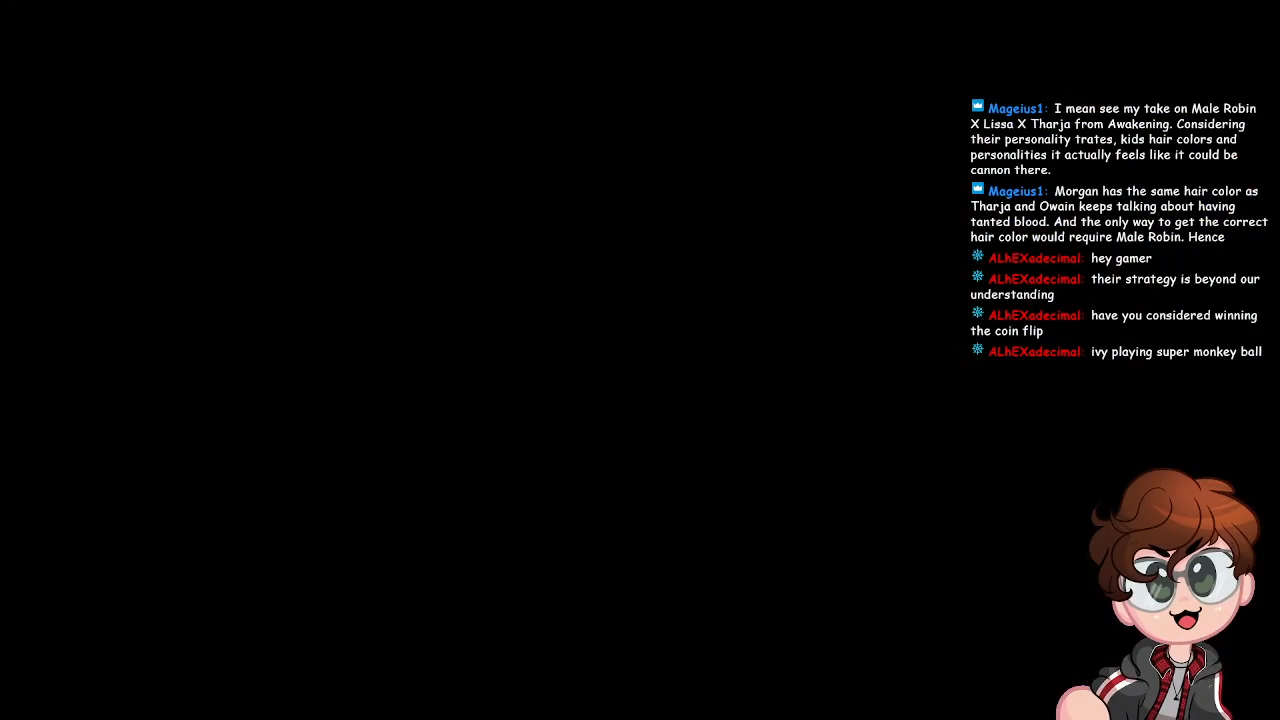 Mageius1: I mean see my take on Male Robin
X Lissa X Tharja from Awakening. Considering
their personality trates, kids hair colors and
personalities it actually feels like it could be
cannon there.
Mageius1: Morgan has the same hair color as
Tharja and Owain keeps talking about having
tanted blood. And the only way to get the correct
hair color would require Male Robin. Hence
ALhEXadecimal: hey gamer
ALhEXadecimal: their strategy is beyond our
understanding
ALhEXadecimal: have you considered winning
the coin flip
ALhEXadecimal: ivy playing super monkey ball